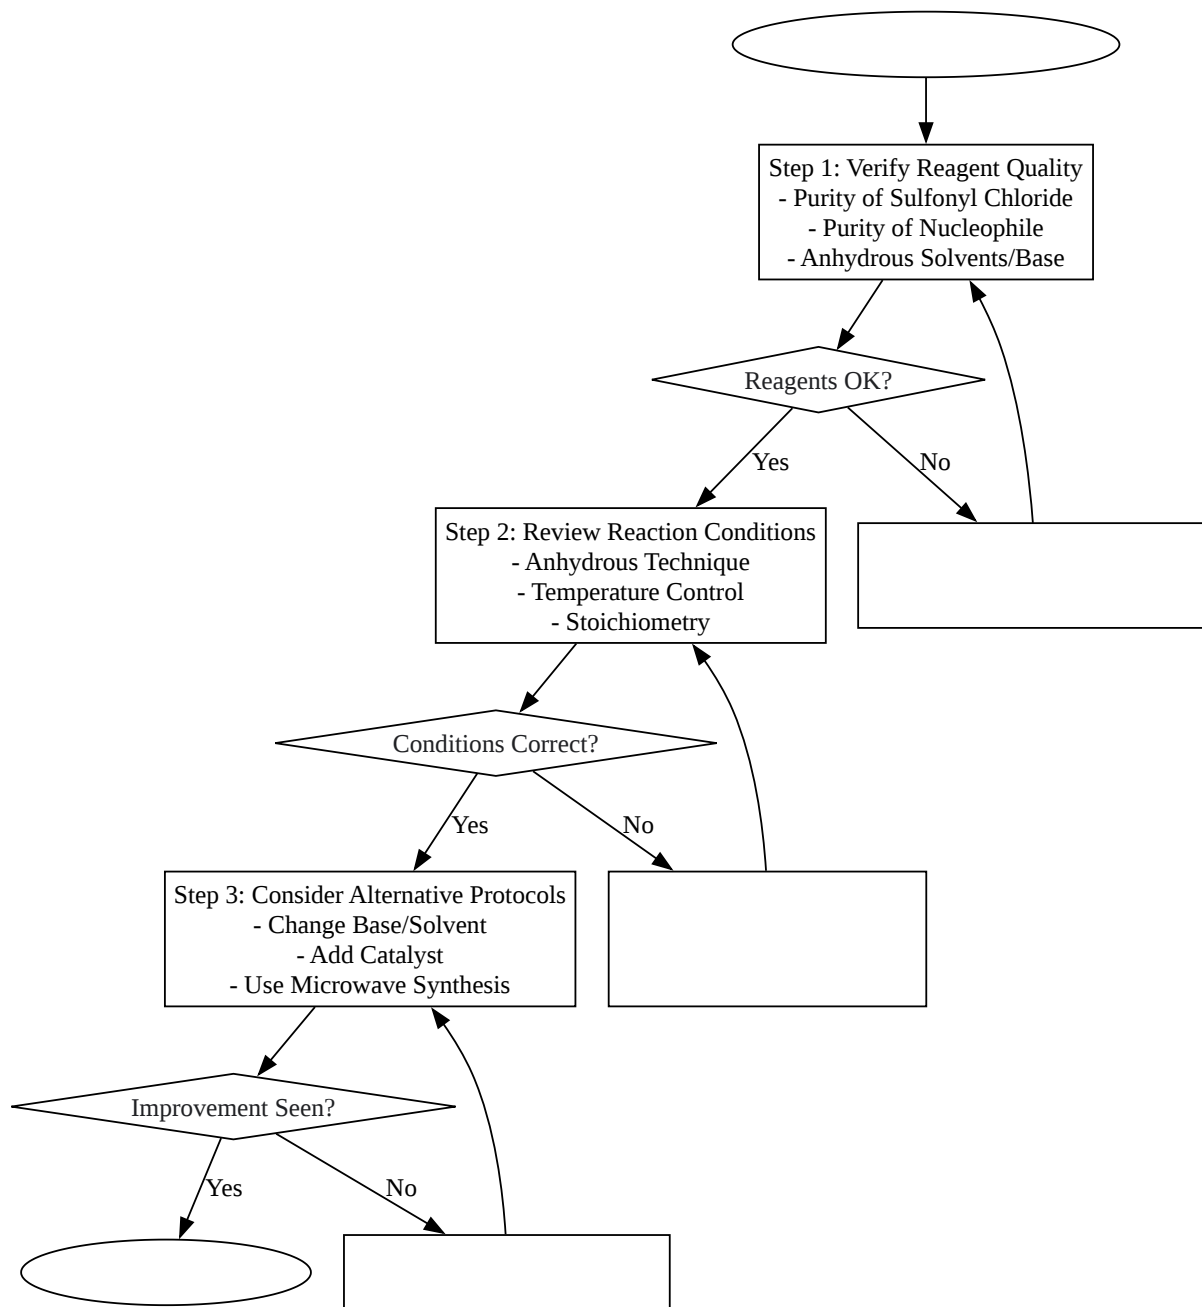 Step 1: Verify Reagent Quality
- Purity of Sulfonyl Chloride
- Purity of Nucleophile
- Anhydrous Solvents/Base
Reagents OK?
Yes
No
Step 2: Review Reaction Conditions
- Anhydrous Technique
- Temperature Control
- Stoichiometry
Conditions Correct?
Yes
No
Step 3: Consider Alternative Protocols
- Change Base/Solvent
- Add Catalyst
- Use Microwave Synthesis
Improvement Seen?
Yes
No